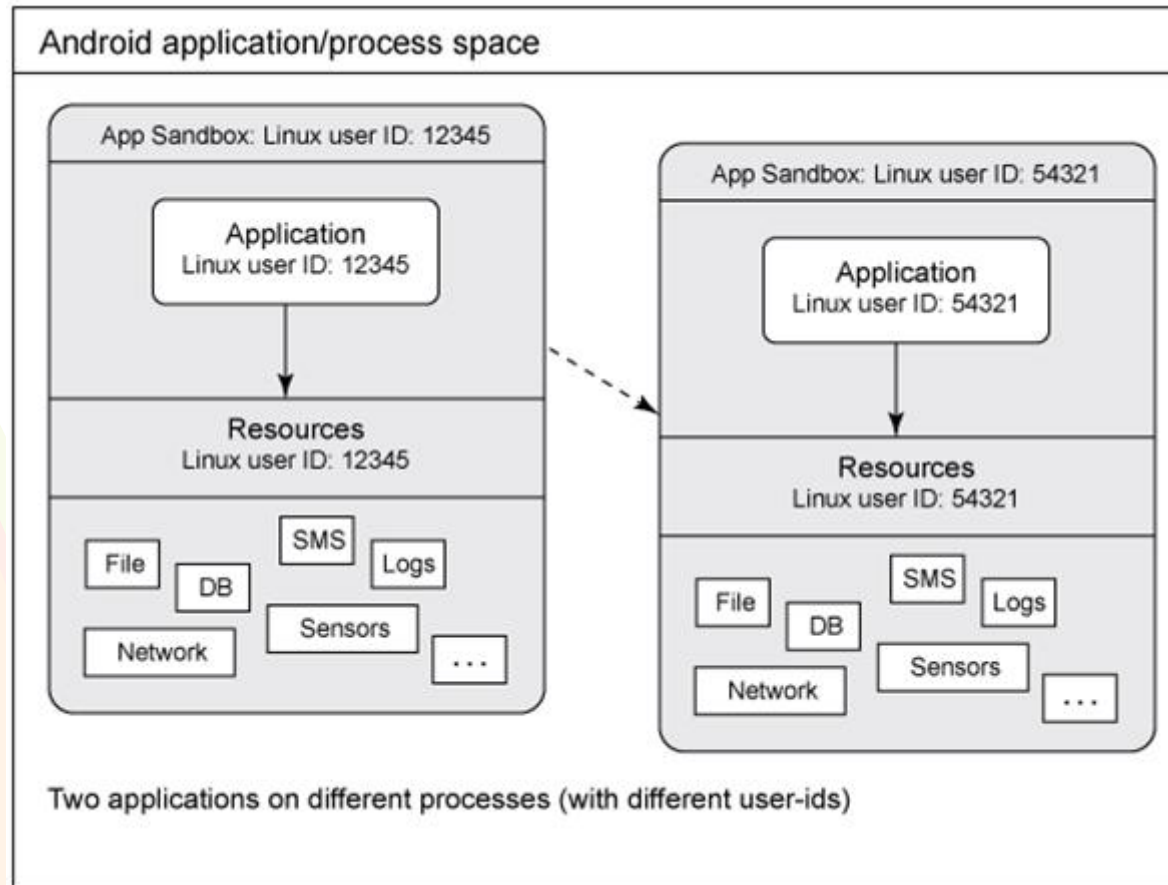 Android application/process space
App Sandbox: Linux user ID: 12345
Application
Linux user ID: 12345
Resources
Linux user ID: 12345
File
DB
SMS
Logs
Network
Sensors
...
App Sandbox: Linux user ID: 54321
Application
Linux user ID: 54321
Resources
Linux user ID: 54321
File
DB
SMS
Logs
Network
Sensors
...
Two applications on different processes (with different user-ids)